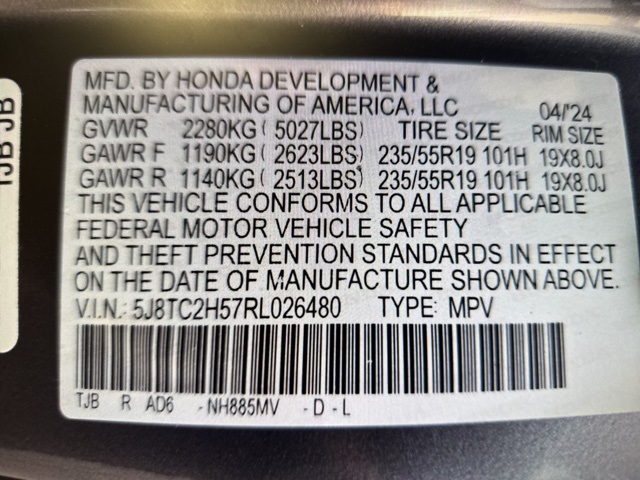 MFD. BY HONDA DEVELOPMENT &
MANUFACTURING OF AMERICA, LLC 04/'24
GVWR 2280KG ( 5027LBS) TIRE SIZE RIM SIZE
GAWR F 1190KG ( 2623LBS) 235/55R19 101H 19X8.0J
GAWR R 1140KG ( 2513LBS) 235/55R19 101H 19X8.0J
THIS VEHICLE CONFORMS TO ALL APPLICABLE
FEDERAL MOTOR VEHICLE SAFETY
AND THEFT PREVENTION STANDARDS IN EFFECT
ON THE DATE OF MANUFACTURE SHOWN ABOVE.
V.I.N.: 5J8TC2H57RL026480 TYPE: MPV
TJB R AD6 -NH885MV -D-L
TJB JB